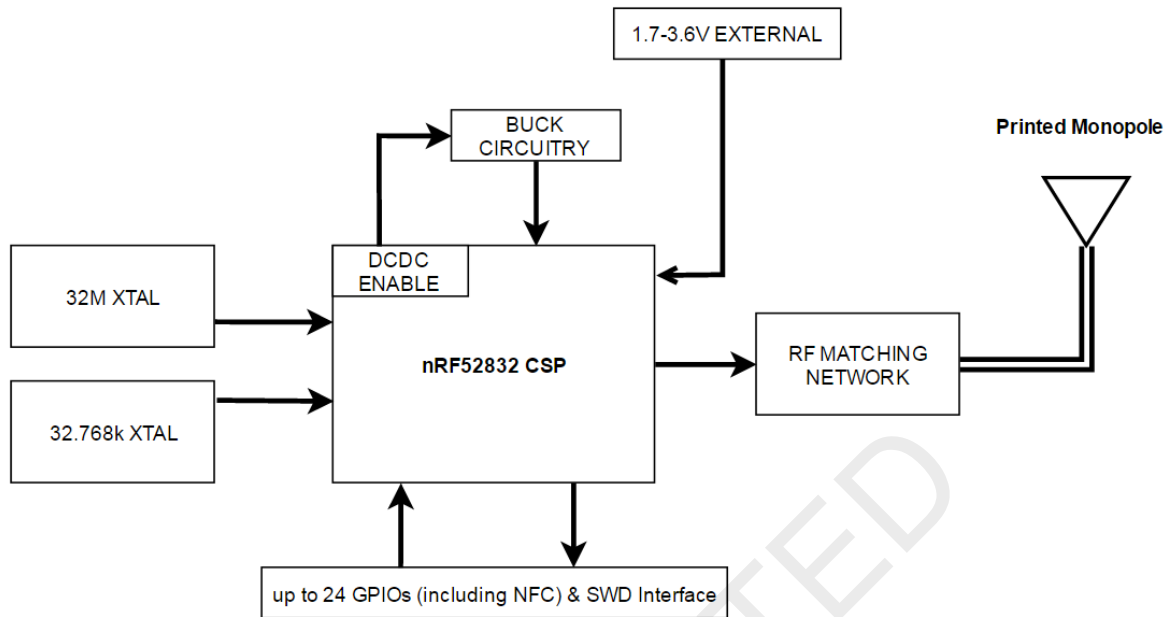 1.7-3.6V EXTERNAL
BUCK
CIRCUITRY
Printed Monopole
DCDC
ENABLE
32M XTAL
nRF52832 CSP
RF MATCHING
NETWORK
32.768k XTAL
up to 24 GPIOs (including NFC) & SWD Interface
TED